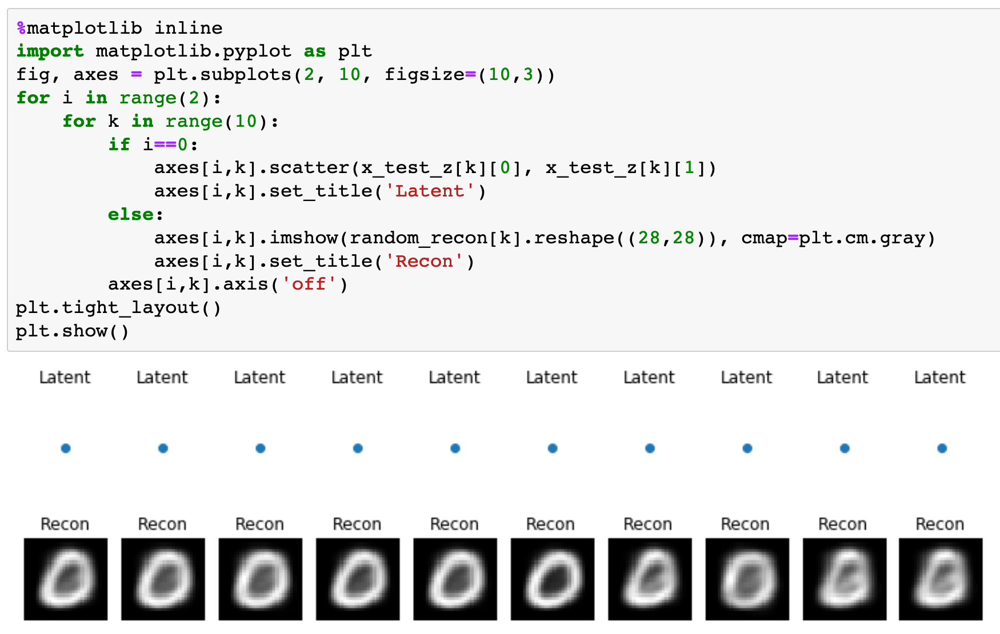 %matplotlib inline
import matplotlib.pyplot as plt
fig, axes = plt.subplots(2, 10, figsize=(10,3))
for i in range(2):
    for k in range(10):
        if i==0:
            axes[i,k].scatter(x_test_z[k][0], x_test_z[k][1])
            axes[i,k].set_title('Latent')
        else:
            axes[i,k].imshow(random_recon[k].reshape((28,28)), cmap=plt.cm.gray)
            axes[i,k].set_title('Recon')
        axes[i,k].axis('off')
plt.tight_layout()
plt.show()
Latent Latent Latent Latent Latent Latent Latent Latent Latent Latent
Recon Recon Recon Recon Recon Recon Recon Recon Recon Recon